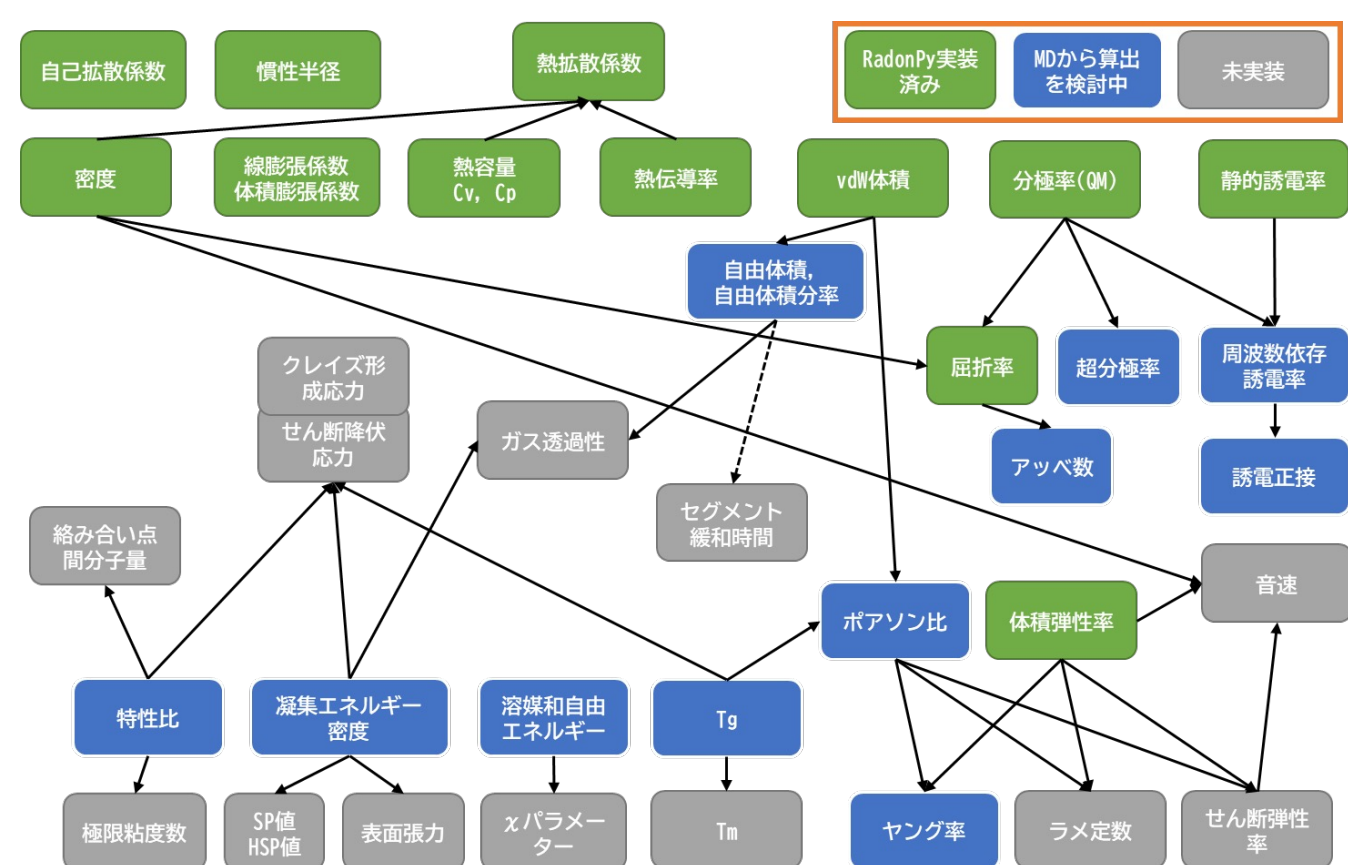 自己拡散係数
慣性半径
熱拡散係数
RadonPy実装
済み
MDから算出
を検討中
未実装
密度
線膨張係数
体積膨張係数
熱容量
Cv, Cp
熱伝導率
vdW体積
分極率(QM)
静的誘電率
自由体積,
自由体積分率
クレイズ形
成応力
せん断降伏
応力
ガス透過性
屈折率
超分極率
周波数依存
誘電率
アッベ数
誘電正接
セグメント
緩和時間
絡み合い点
間分子量
音速
ポアソン比
体積弾性率
特性比
凝集エネルギー
密度
溶媒和自由
エネルギー
Tg
極限粘度数
SP値
HSP値
表面張力
χパラメー
ター
Tm
ヤング率
ラメ定数
せん断弾性
率